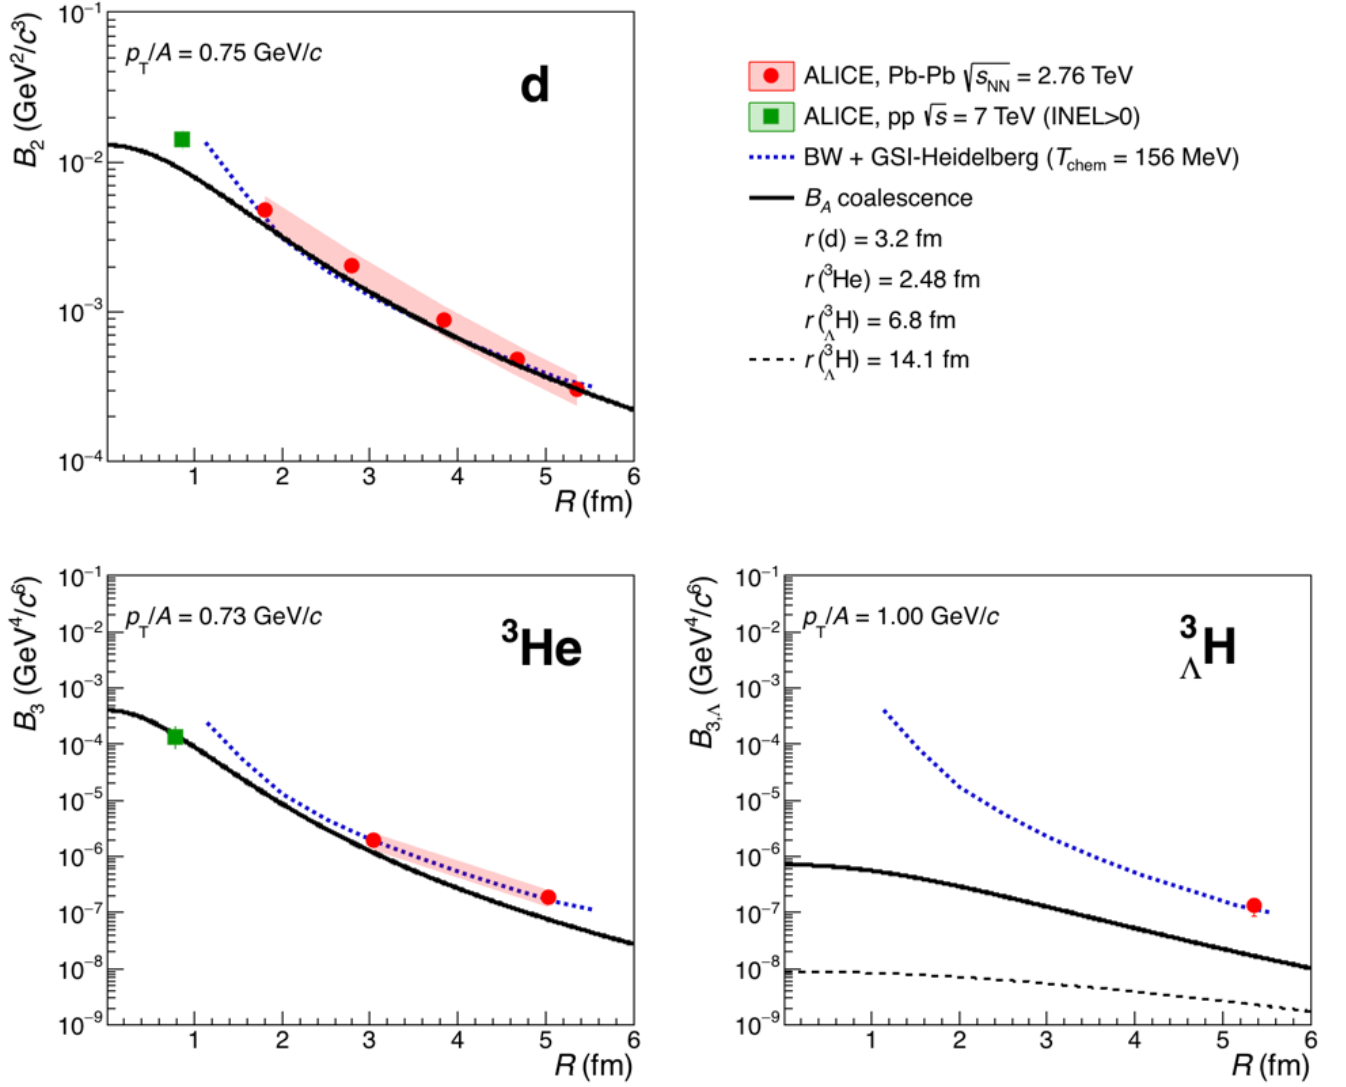 10⁻¹
p_T/A = 0.75 GeV/c
d
B₂ (GeV²/c³)
10⁻²
10⁻³
10⁻⁴
1 2 3 4 5 6
R (fm)
ALICE, Pb-Pb √s_NN = 2.76 TeV
ALICE, pp √s = 7 TeV (INEL>0)
BW + GSI-Heidelberg (T_chem = 156 MeV)
B_A coalescence
r (d) = 3.2 fm
r (³He) = 2.48 fm
r (³_ΛH) = 6.8 fm
r (³_ΛH) = 14.1 fm
10⁻¹
p_T/A = 0.73 GeV/c
³He
B₃ (GeV⁴/c⁶)
10⁻²
10⁻³
10⁻⁴
10⁻⁵
10⁻⁶
10⁻⁷
10⁻⁸
10⁻⁹
1 2 3 4 5 6
R (fm)
10⁻¹
p_T/A = 1.00 GeV/c
³_ΛH
B_3,Λ (GeV⁴/c⁶)
10⁻²
10⁻³
10⁻⁴
10⁻⁵
10⁻⁶
10⁻⁷
10⁻⁸
10⁻⁹
1 2 3 4 5 6
R (fm)